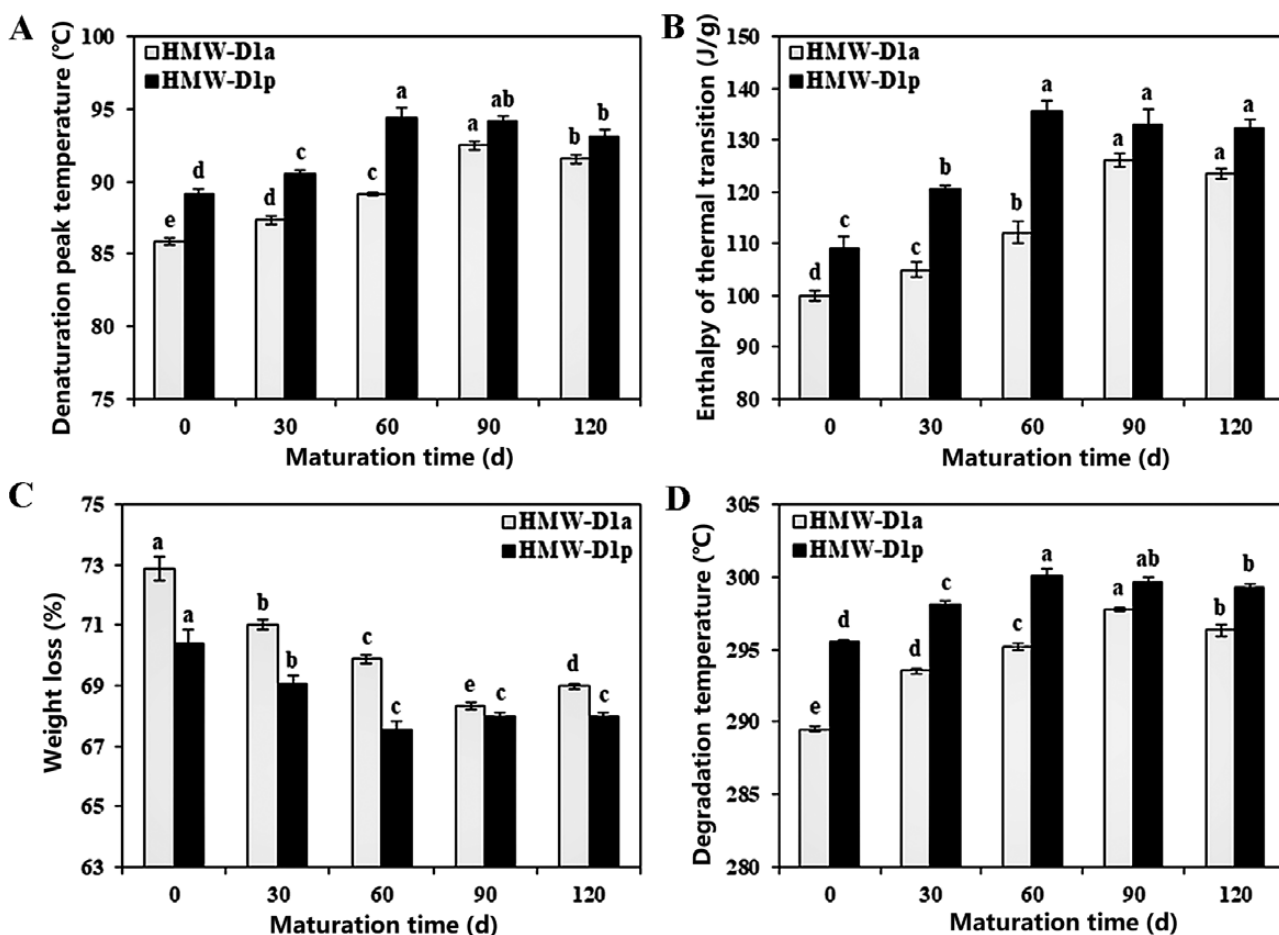 A
Denaturation peak temperature (°C)
100
95
90
85
80
75
HMW-D1a
HMW-D1p
e
d
d
c
c
a
a
ab
b
b
0 30 60 90 120
Maturation time (d)
B
Enthalpy of thermal transition (J/g)
150
140
130
120
110
100
90
80
HMW-D1a
HMW-D1p
d
c
c
b
b
a
a
a
a
a
0 30 60 90 120
Maturation time (d)
C
Weight loss (%)
75
73
71
69
67
65
63
HMW-D1a
HMW-D1p
a
a
b
b
c
c
e
c
d
c
0 30 60 90 120
Maturation time (d)
D
Degradation temperature (°C)
305
300
295
290
285
280
HMW-D1a
HMW-D1p
e
d
d
c
c
a
a
ab
b
b
0 30 60 90 120
Maturation time (d)